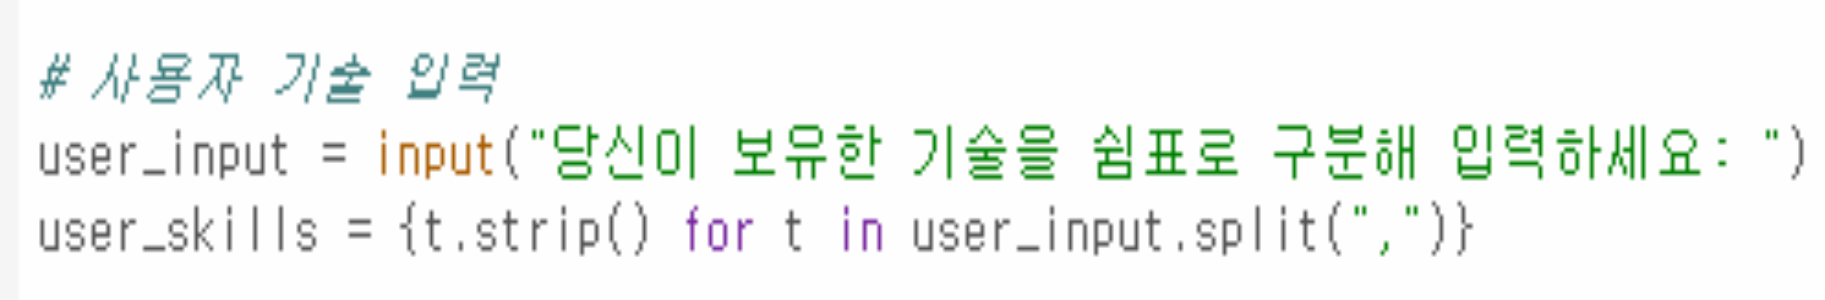 # 사용자 기술 입력
user_input = input("당신이 보유한 기술을 쉼표로 구분해 입력하세요: ")
user_skills = {t.strip() for t in user_input.split(",")}